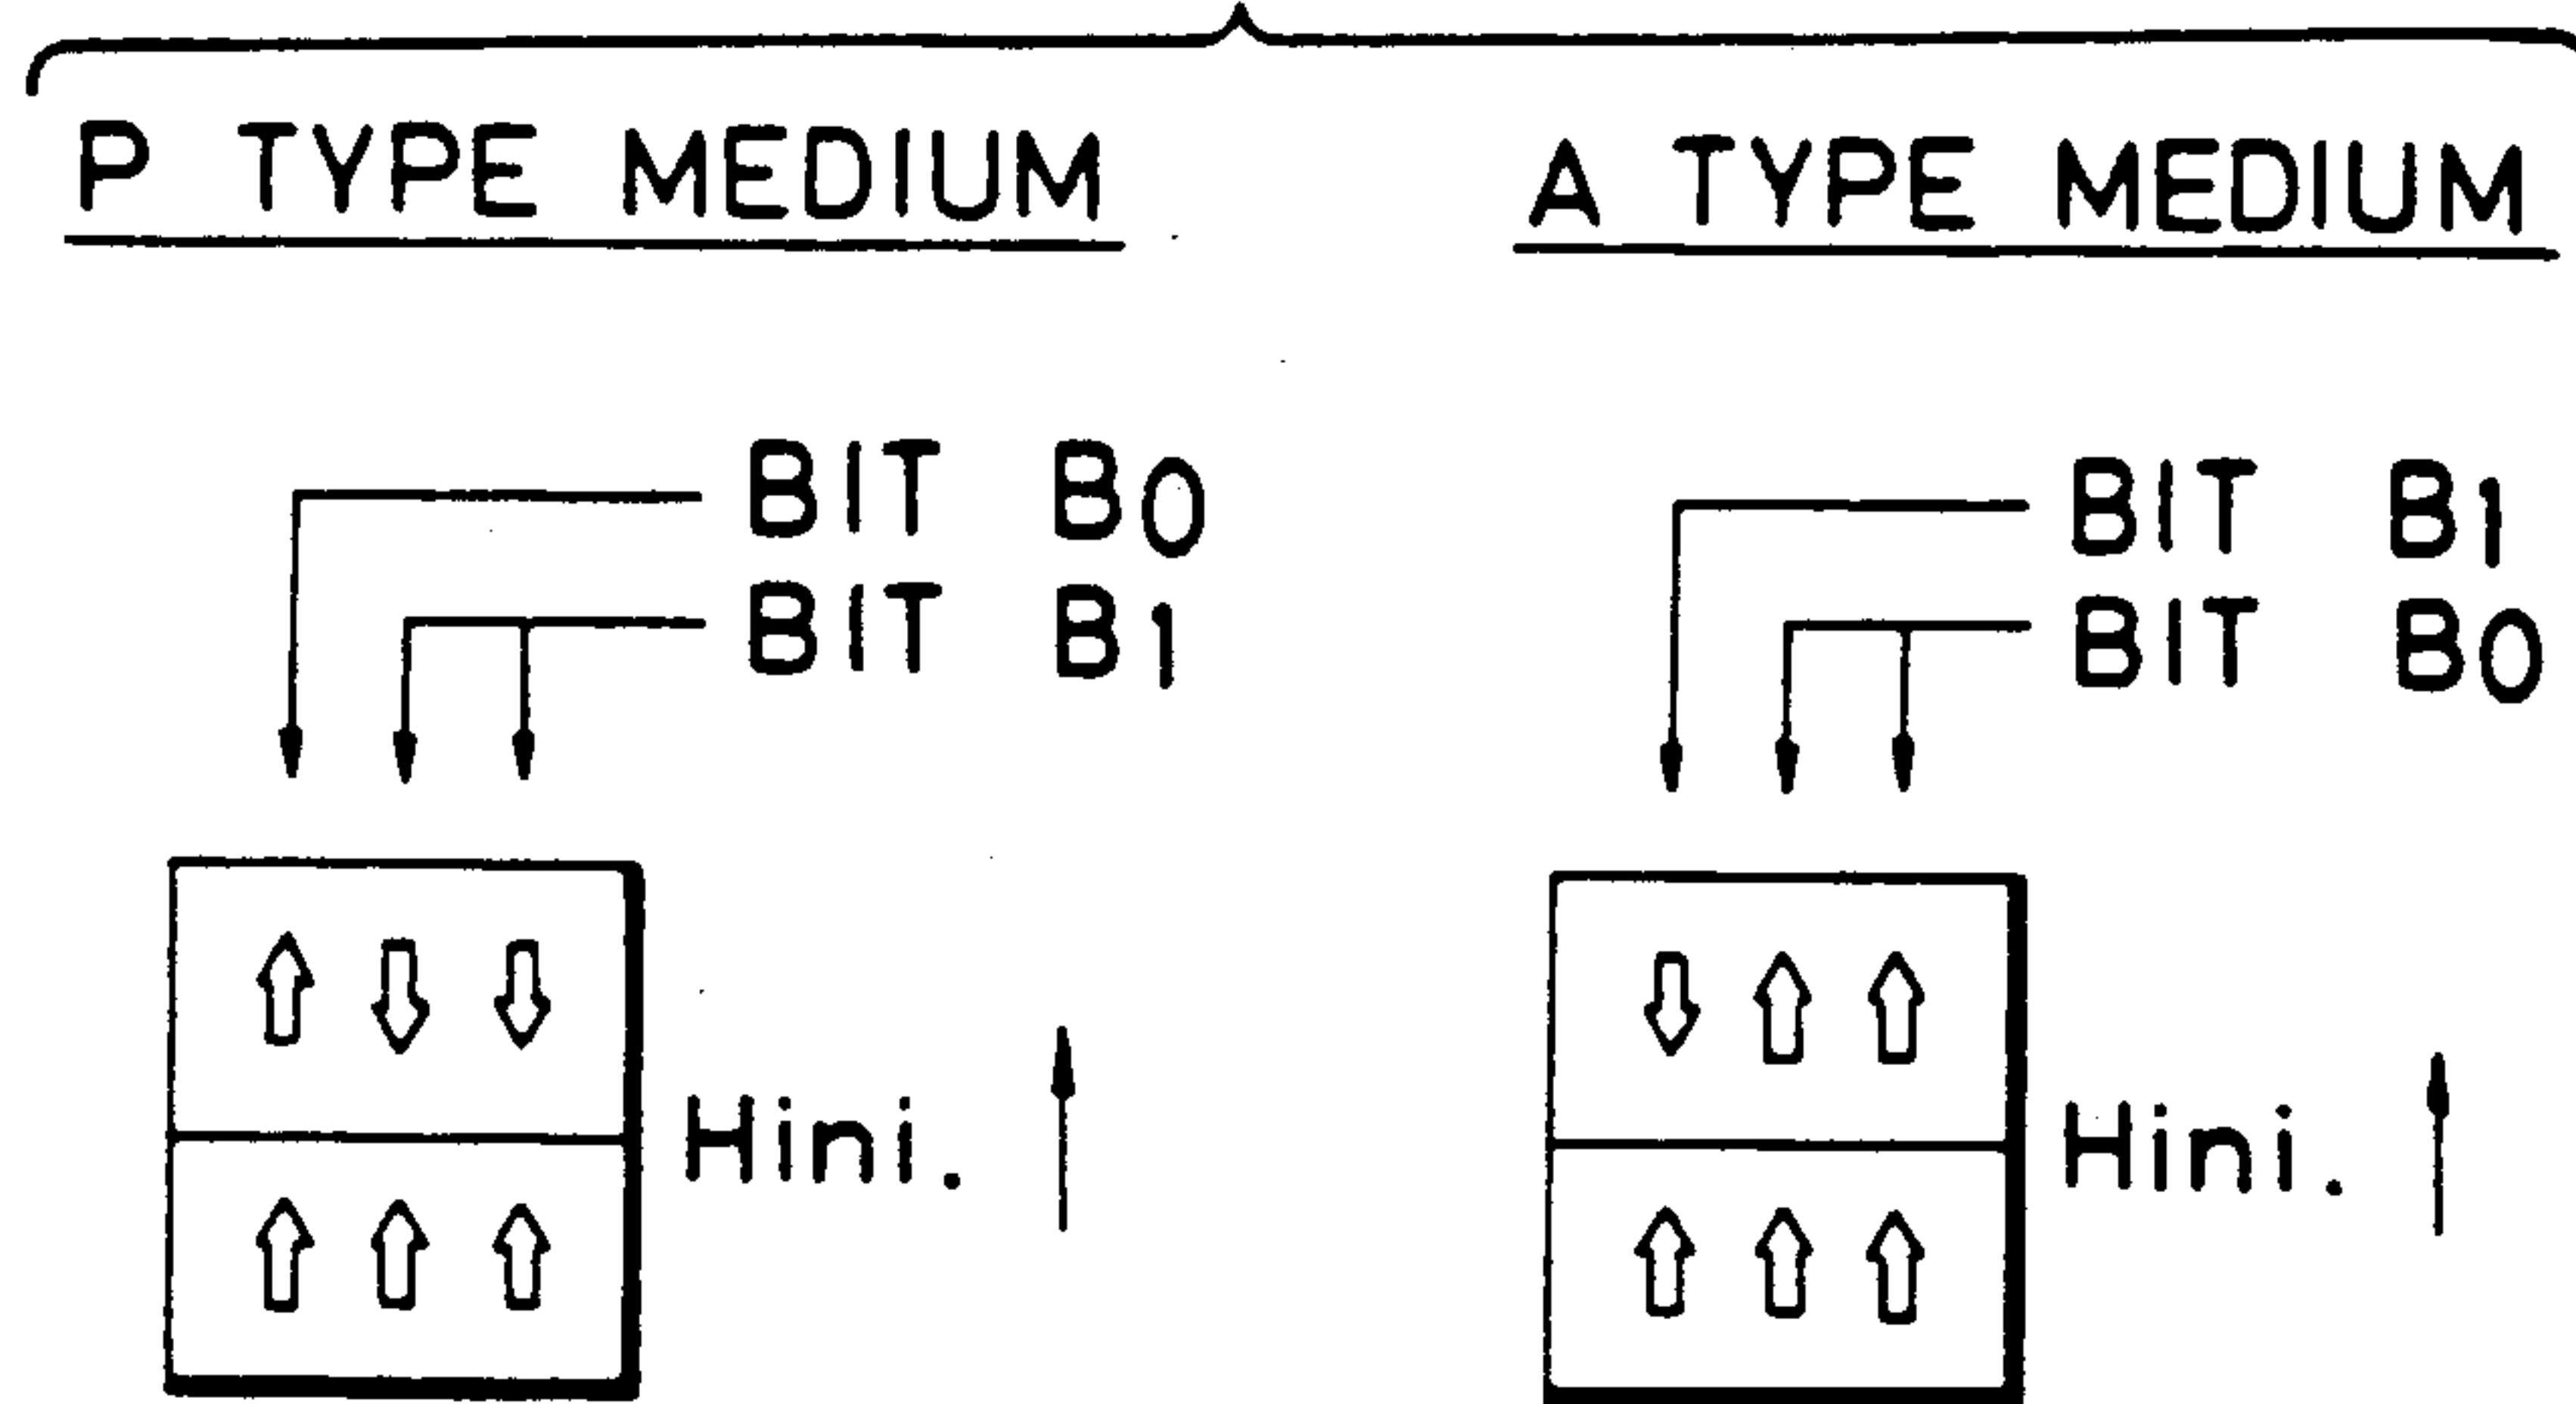 P TYPE MEDIUM
A TYPE MEDIUM
BIT B0
BIT B1
BIT B1
BIT B0
Hini.
Hini.